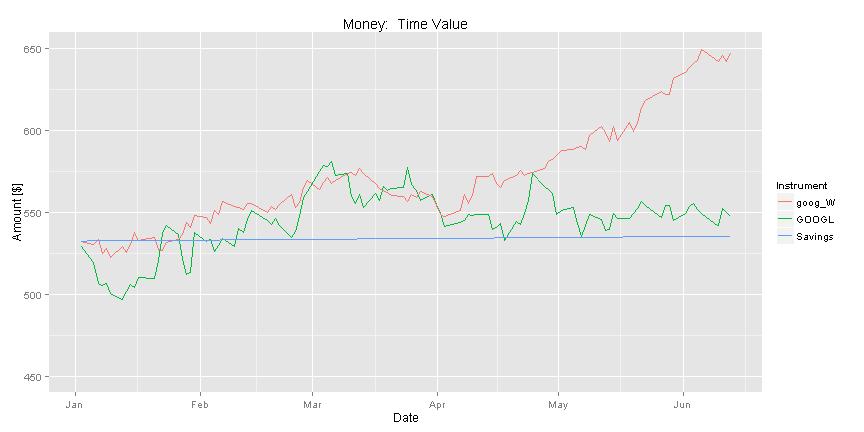 Money:  Time Value
650
600
550
500
450
Amount [$]
Jan Feb Mar Apr May Jun
Date
Instrument
goog_W
GOOGL
Savings